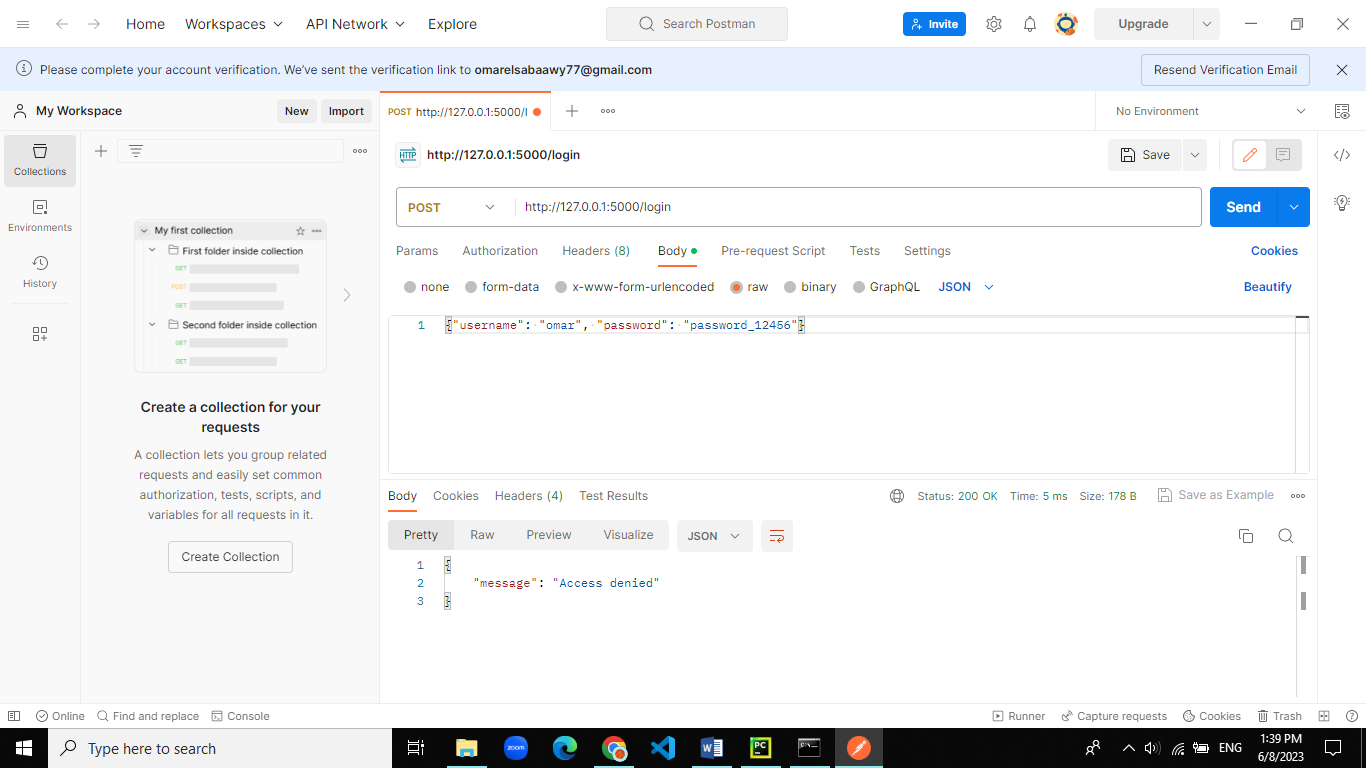 Home Workspaces API Network Explore Search Postman Invite Upgrade
Please complete your account verification. We've sent the verification link to omarelsabaawy77@gmail.com Resend Verification Email
My Workspace New Import POST http://127.0.0.1:5000/l No Environment
Collections
Environments
History
HTTP http://127.0.0.1:5000/login Save
POST http://127.0.0.1:5000/login Send
Params Authorization Headers (8) Body Pre-request Script Tests Settings Cookies
none form-data x-www-form-urlencoded raw binary GraphQL JSON Beautify
1 {"username": "omar", "password": "password_12456"}
My first collection
First folder inside collection
GET
POST
GET
Second folder inside collection
GET
GET
Create a collection for your
requests
A collection lets you group related
requests and easily set common
authorization, tests, scripts, and
variables for all requests in it.
Create Collection
Body Cookies Headers (4) Test Results Status: 200 OK Time: 5 ms Size: 178 B Save as Example
Pretty Raw Preview Visualize JSON
1 {
2 "message": "Access denied"
3 }
Online Find and replace Console Runner Capture requests Cookies Trash
Type here to search zoom PC ENG 1:39 PM
6/8/2023